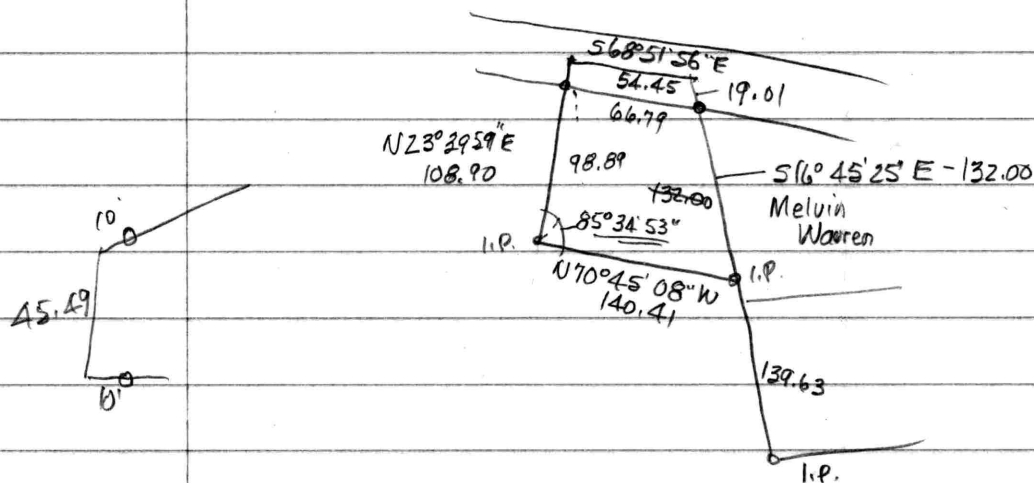 S68°51'56"E
54.45
19.01
66.79
N23°39'59"E
108.90
98.89
S16°45'25"E - 132.00
132.00
Melvin
Warren
10'
85°34'53"
I.P.
I.P.
N70°45'08"W
140.41
45.49
139.63
10'
I.P.